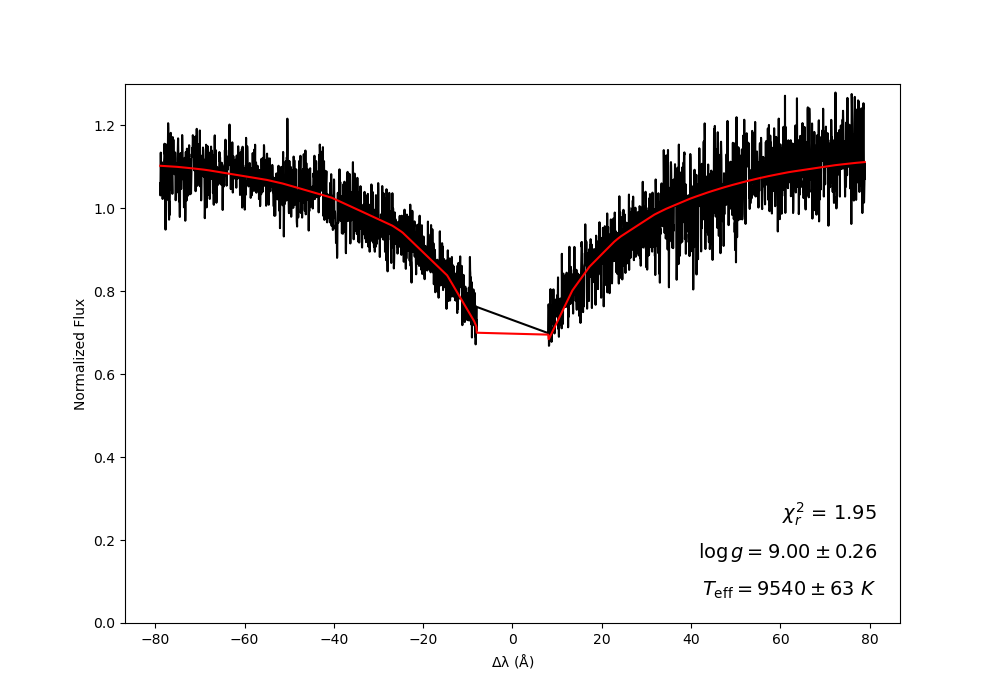 1.2
1.0
0.8
0.6
0.4
0.2
0.0
Normalized Flux
χ²ᵣ = 1.95
log g = 9.00 ± 0.26
T_eff = 9540 ± 63 K
−80 −60 −40 −20 0 20 40 60 80
Δλ (Å)